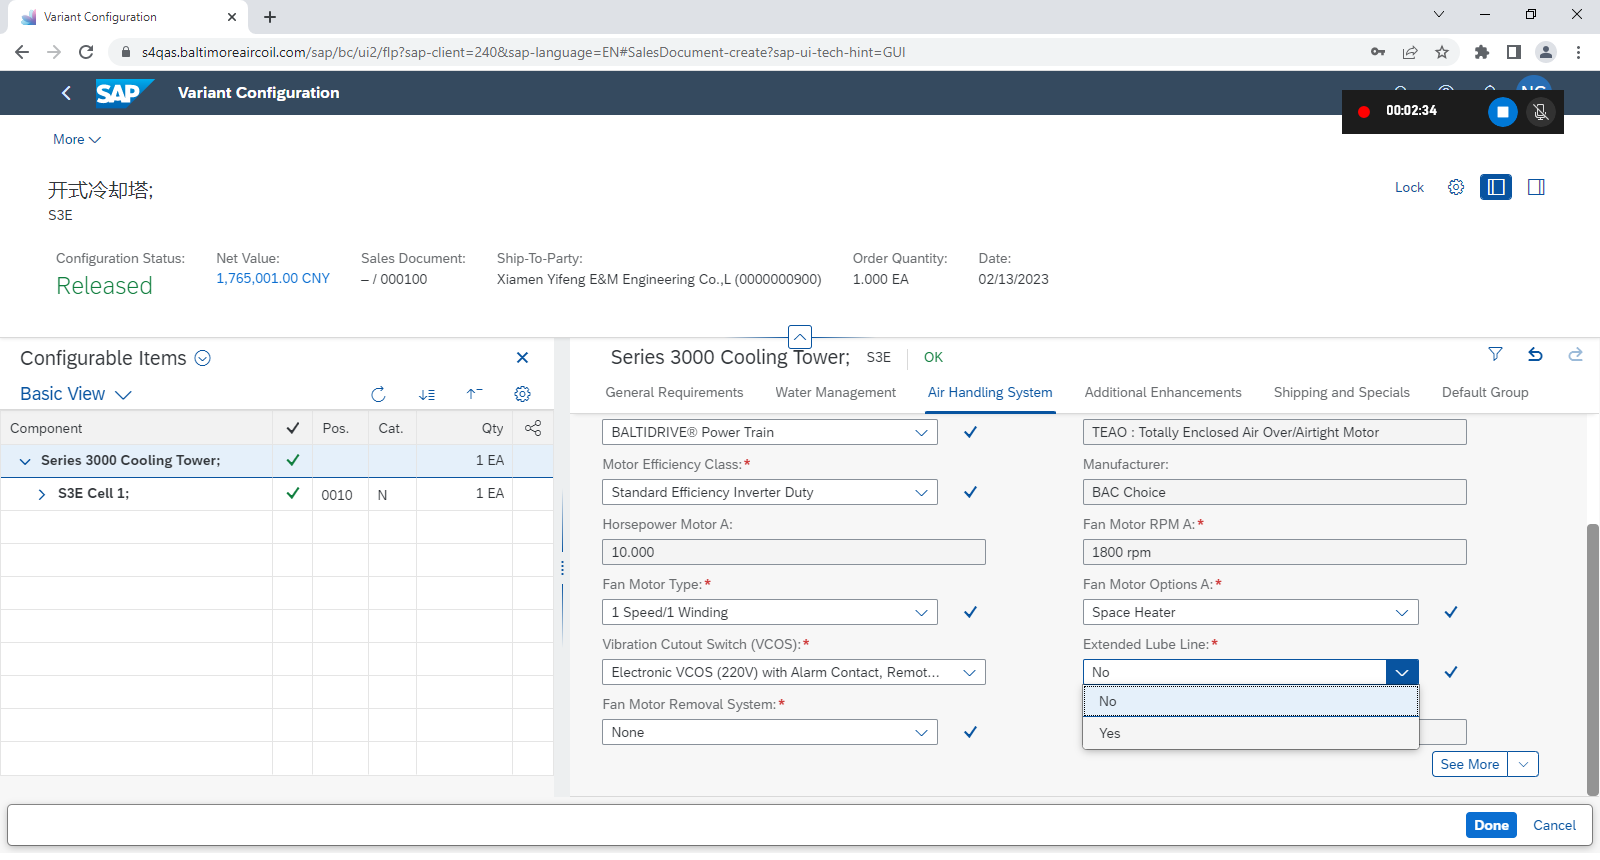 Variant Configuration
s4qas.baltimoreaircoil.com/sap/bc/ui2/flp?sap-client=240&sap-language=EN#SalesDocument-create?sap-ui-tech-hint=GUI
SAP
Variant Configuration
00:02:34
More
开式冷却塔;
Lock
S3E
Configuration Status:
Net Value:
Sales Document:
Ship-To-Party:
Order Quantity:
Date:
Released
1,765,001.00 CNY
– / 000100
Xiamen Yifeng E&M Engineering Co.,L (0000000900)
1.000 EA
02/13/2023
Configurable Items
Series 3000 Cooling Tower;
S3E
OK
Basic View
General Requirements
Water Management
Air Handling System
Additional Enhancements
Shipping and Specials
Default Group
Component
Pos.
Cat.
Qty
Series 3000 Cooling Tower;
1 EA
S3E Cell 1;
0010
N
1 EA
BALTIDRIVE® Power Train
TEAO : Totally Enclosed Air Over/Airtight Motor
Motor Efficiency Class:*
Manufacturer:
Standard Efficiency Inverter Duty
BAC Choice
Horsepower Motor A:
Fan Motor RPM A:*
10.000
1800 rpm
Fan Motor Type:*
Fan Motor Options A:*
1 Speed/1 Winding
Space Heater
Vibration Cutout Switch (VCOS):*
Extended Lube Line:*
Electronic VCOS (220V) with Alarm Contact, Remot...
No
Fan Motor Removal System:*
No
None
Yes
See More
Done
Cancel